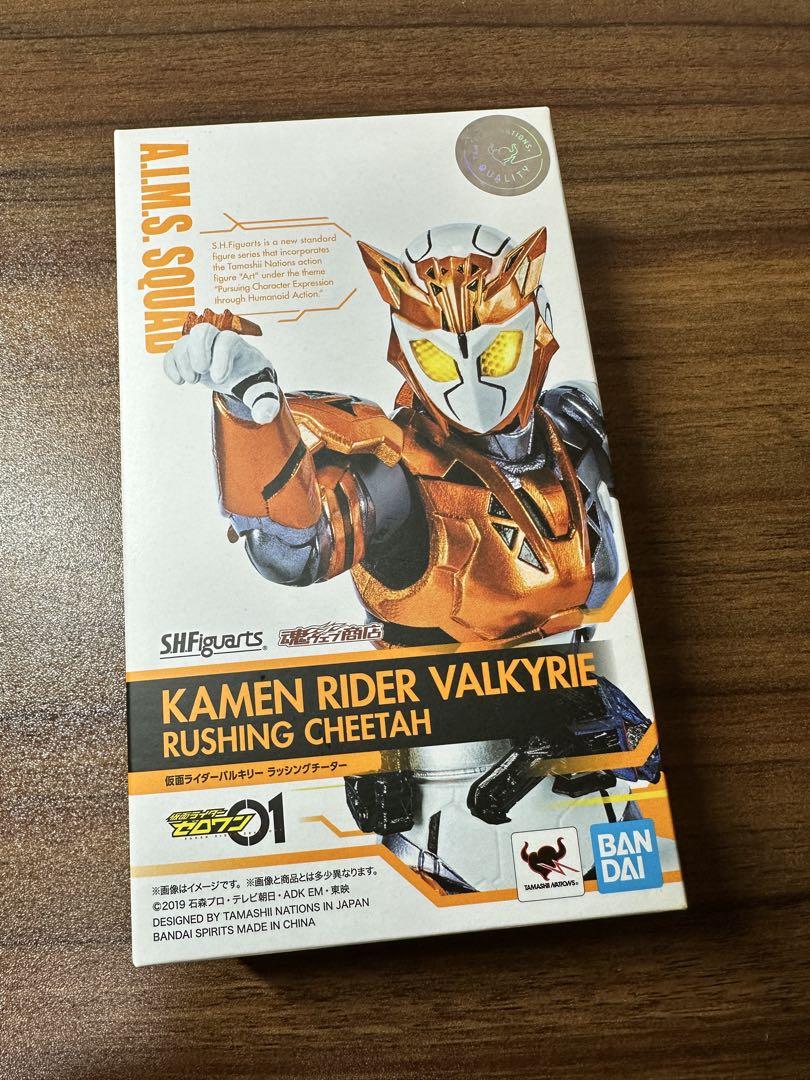 A.I.M.S. SQUAD
S.H.Figuarts is a new standard
figure series that incorporates
the Tamashii Nations action
figure "Art" under the theme
"Pursuing Character Expression
through Humanoid Action."
QUALITY
S.H.Figuarts®
魂ウェブ商店
KAMEN RIDER VALKYRIE
RUSHING CHEETAH
仮面ライダーバルキリー ラッシングチーター
仮面ライダー
ゼロワン01
TAMASHII NATIONS®
BAN
DAI
※画像はイメージです。 ※画像と商品とは多少異なります。
©2019 石森プロ・テレビ朝日・ADK EM・東映
DESIGNED BY TAMASHII NATIONS IN JAPAN
BANDAI SPIRITS MADE IN CHINA